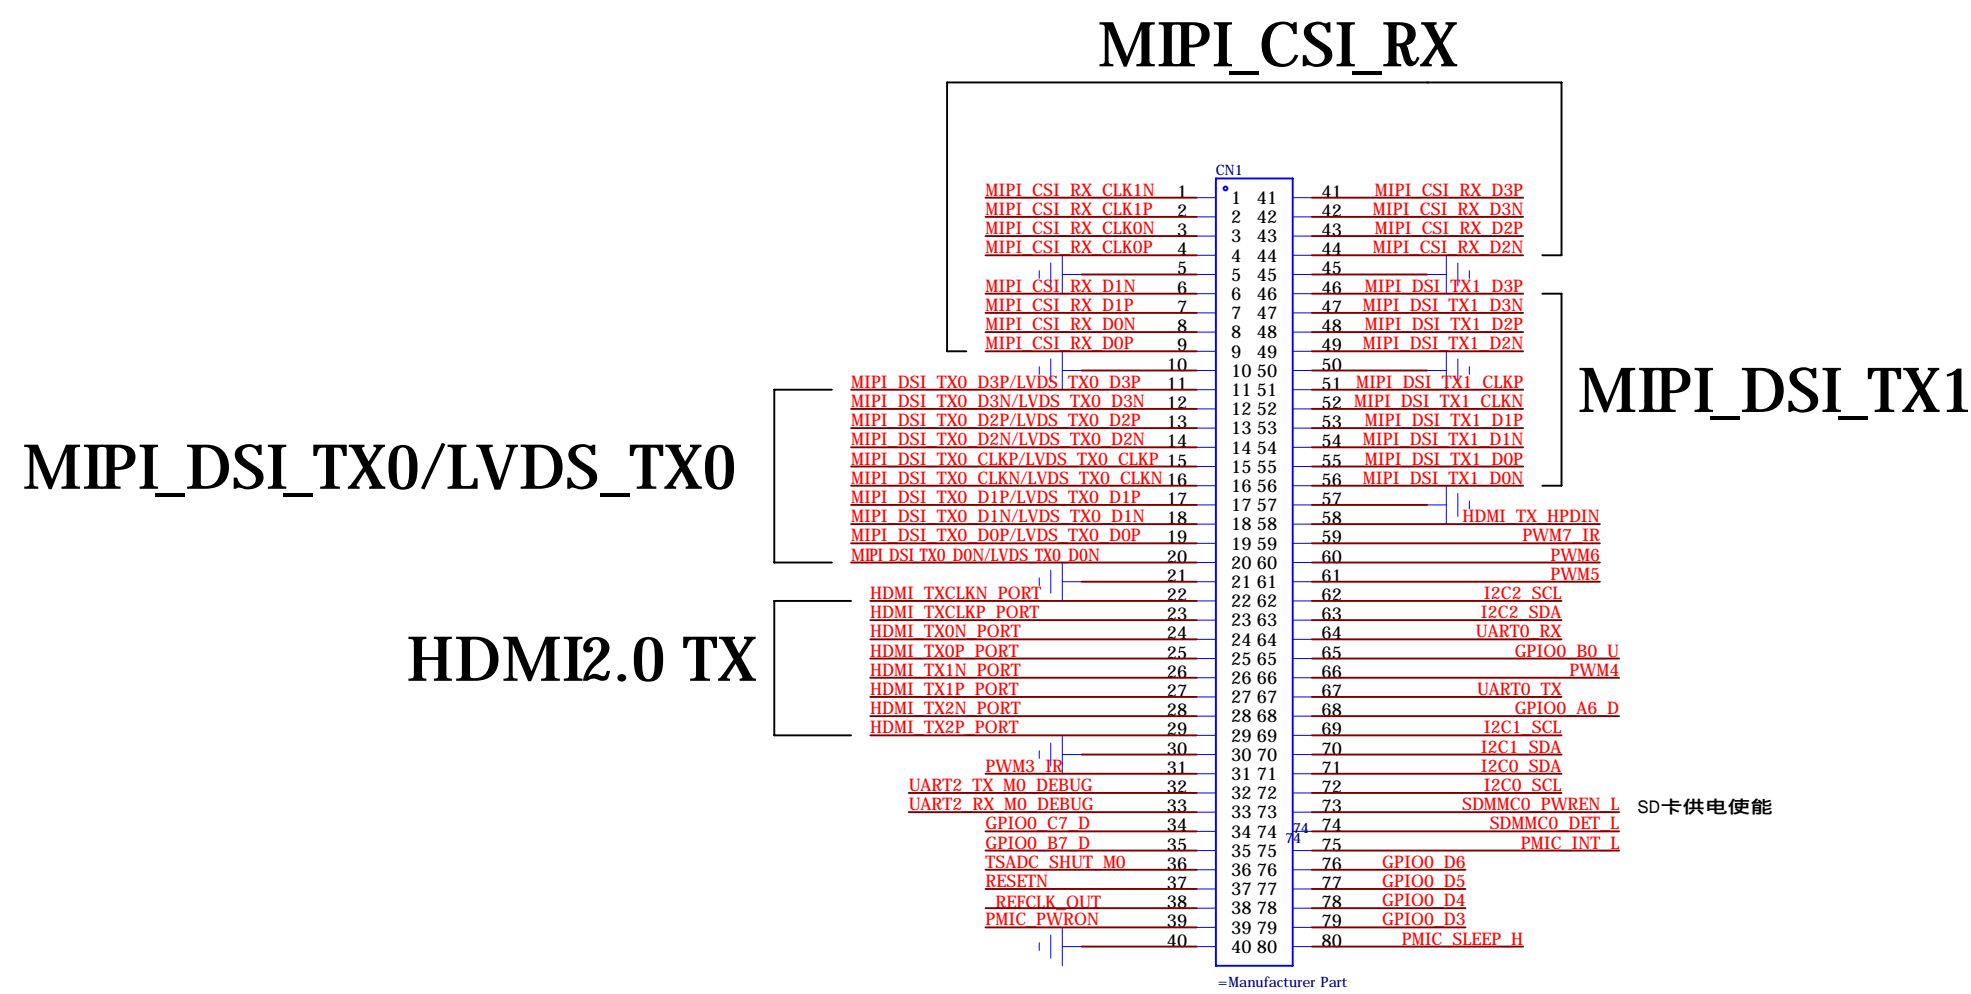 MIPI_CSI_RX
CN1
MIPI_CSI_RX_CLK1N 1 1 41 41 MIPI_CSI_RX_D3P
MIPI_CSI_RX_CLK1P 2 2 42 42 MIPI_CSI_RX_D3N
MIPI_CSI_RX_CLK0N 3 3 43 43 MIPI_CSI_RX_D2P
MIPI_CSI_RX_CLK0P 4 4 44 44 MIPI_CSI_RX_D2N
5 5 45 45
MIPI_CSI_RX_D1N 6 6 46 46 MIPI_DSI_TX1_D3P
MIPI_CSI_RX_D1P 7 7 47 47 MIPI_DSI_TX1_D3N
MIPI_CSI_RX_D0N 8 8 48 48 MIPI_DSI_TX1_D2P
MIPI_CSI_RX_D0P 9 9 49 49 MIPI_DSI_TX1_D2N
10 10 50 50
MIPI_DSI_TX0_D3P/LVDS_TX0_D3P 11 11 51 51 MIPI_DSI_TX1_CLKP
MIPI_DSI_TX1
MIPI_DSI_TX0_D3N/LVDS_TX0_D3N 12 12 52 52 MIPI_DSI_TX1_CLKN
MIPI_DSI_TX0_D2P/LVDS_TX0_D2P 13 13 53 53 MIPI_DSI_TX1_D1P
MIPI_DSI_TX0_D2N/LVDS_TX0_D2N 14 14 54 54 MIPI_DSI_TX1_D1N
MIPI_DSI_TX0/LVDS_TX0
MIPI_DSI_TX0_CLKP/LVDS_TX0_CLKP 15 15 55 55 MIPI_DSI_TX1_D0P
MIPI_DSI_TX0_CLKN/LVDS_TX0_CLKN 16 16 56 56 MIPI_DSI_TX1_D0N
MIPI_DSI_TX0_D1P/LVDS_TX0_D1P 17 17 57 57
MIPI_DSI_TX0_D1N/LVDS_TX0_D1N 18 18 58 58 HDMI_TX_HPDIN
MIPI_DSI_TX0_D0P/LVDS_TX0_D0P 19 19 59 59 PWM7_IR
MIPI_DSI_TX0_D0N/LVDS_TX0_D0N 20 20 60 60 PWM6
21 21 61 61 PWM5
HDMI_TXCLKN_PORT 22 22 62 62 I2C2_SCL
HDMI_TXCLKP_PORT 23 23 63 63 I2C2_SDA
HDMI_TX0N_PORT 24 24 64 64 UART0_RX
HDMI2.0 TX
HDMI_TX0P_PORT 25 25 65 65 GPIO0_B0_U
HDMI_TX1N_PORT 26 26 66 66 PWM4
HDMI_TX1P_PORT 27 27 67 67 UART0_TX
HDMI_TX2N_PORT 28 28 68 68 GPIO0_A6_D
HDMI_TX2P_PORT 29 29 69 69 I2C1_SCL
30 30 70 70 I2C1_SDA
PWM3_IR 31 31 71 71 I2C0_SDA
UART2_TX_M0_DEBUG 32 32 72 72 I2C0_SCL
UART2_RX_M0_DEBUG 33 33 73 73 SDMMC0_PWREN_L SD卡供电使能
GPIO0_C7_D 34 34 74 74 74 SDMMC0_DET_L
74
GPIO0_B7_D 35 35 75 75 PMIC_INT_L
TSADC_SHUT_M0 36 36 76 76 GPIO0_D6
RESETN 37 37 77 77 GPIO0_D5
REFCLK_OUT 38 38 78 78 GPIO0_D4
PMIC_PWRON 39 39 79 79 GPIO0_D3
40 40 80 80 PMIC_SLEEP_H
=Manufacturer Part